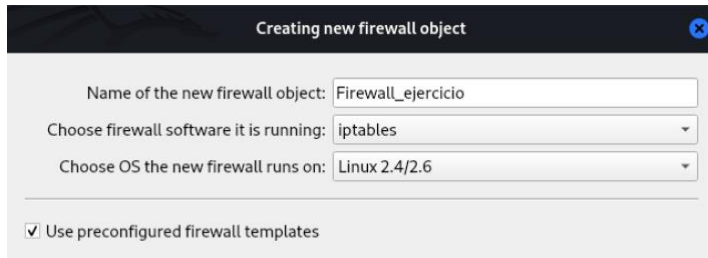 Creating new firewall object
Name of the new firewall object: Firewall_ejercicio
Choose firewall software it is running: iptables
Choose OS the new firewall runs on: Linux 2.4/2.6
Use preconfigured firewall templates